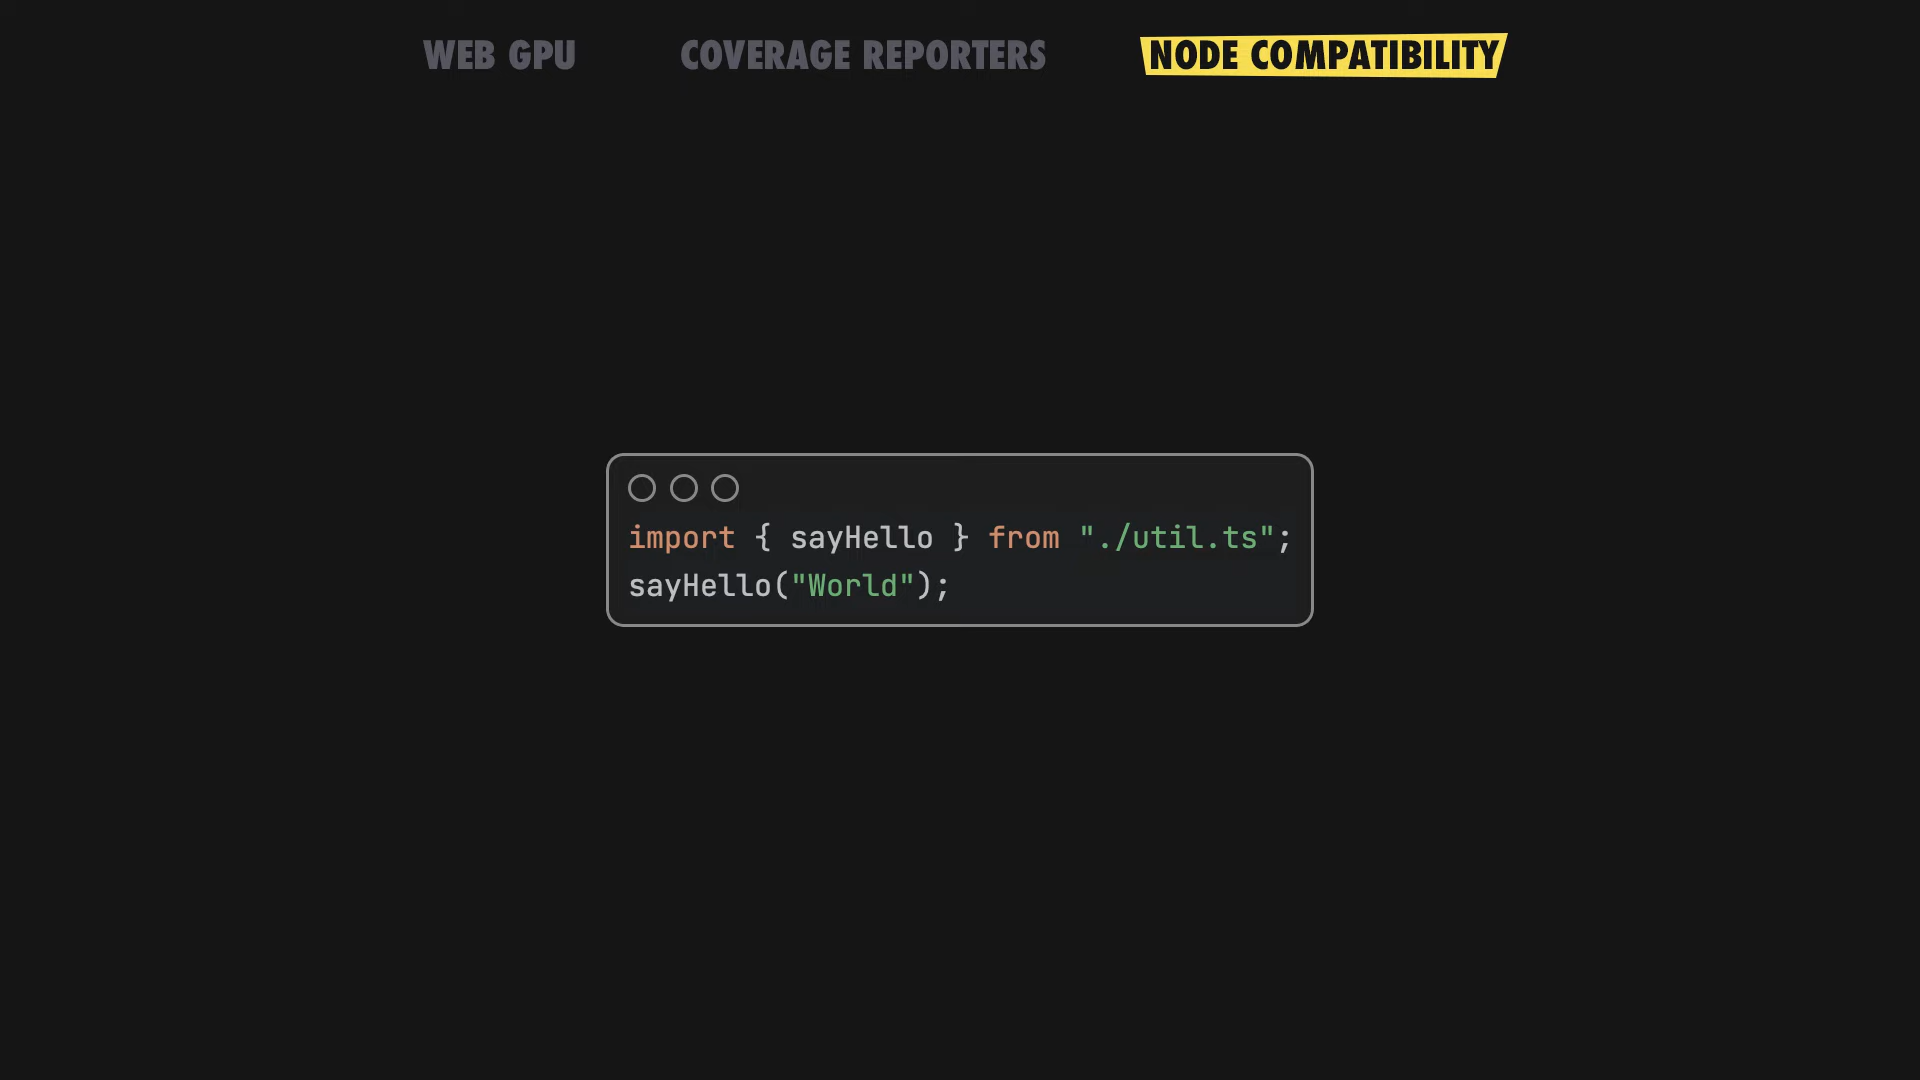 WEB GPU
COVERAGE REPORTERS
NODE COMPATIBILITY
import { sayHello } from "./util.ts";
sayHello("World");